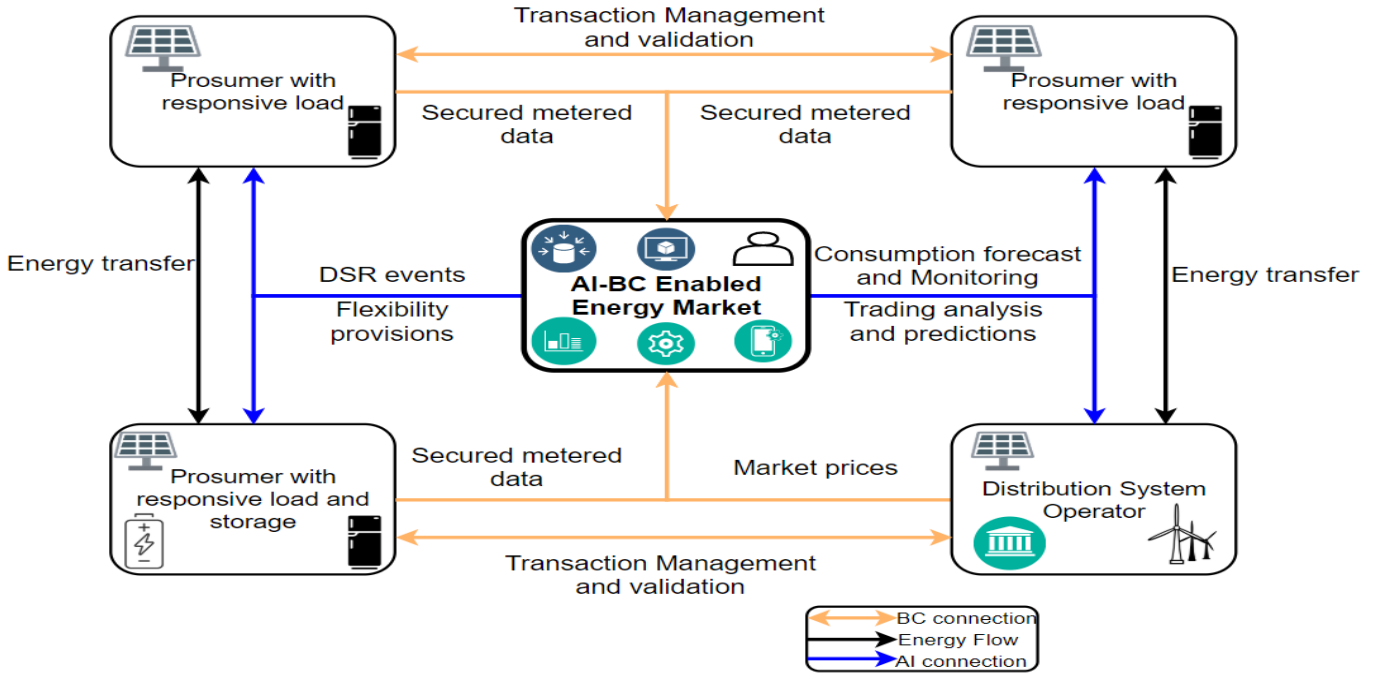 Transaction Management
and validation
Prosumer with
responsive load
Prosumer with
responsive load
Secured metered
data
Secured metered
data
Energy transfer
DSR events
Flexibility
provisions
AI-BC Enabled
Energy Market
Consumption forecast
and Monitoring
Trading analysis
and predictions
Energy transfer
Prosumer with
responsive load and
storage
Secured metered
data
Market prices
Distribution System
Operator
Transaction Management
and validation
BC connection
Energy Flow
AI connection